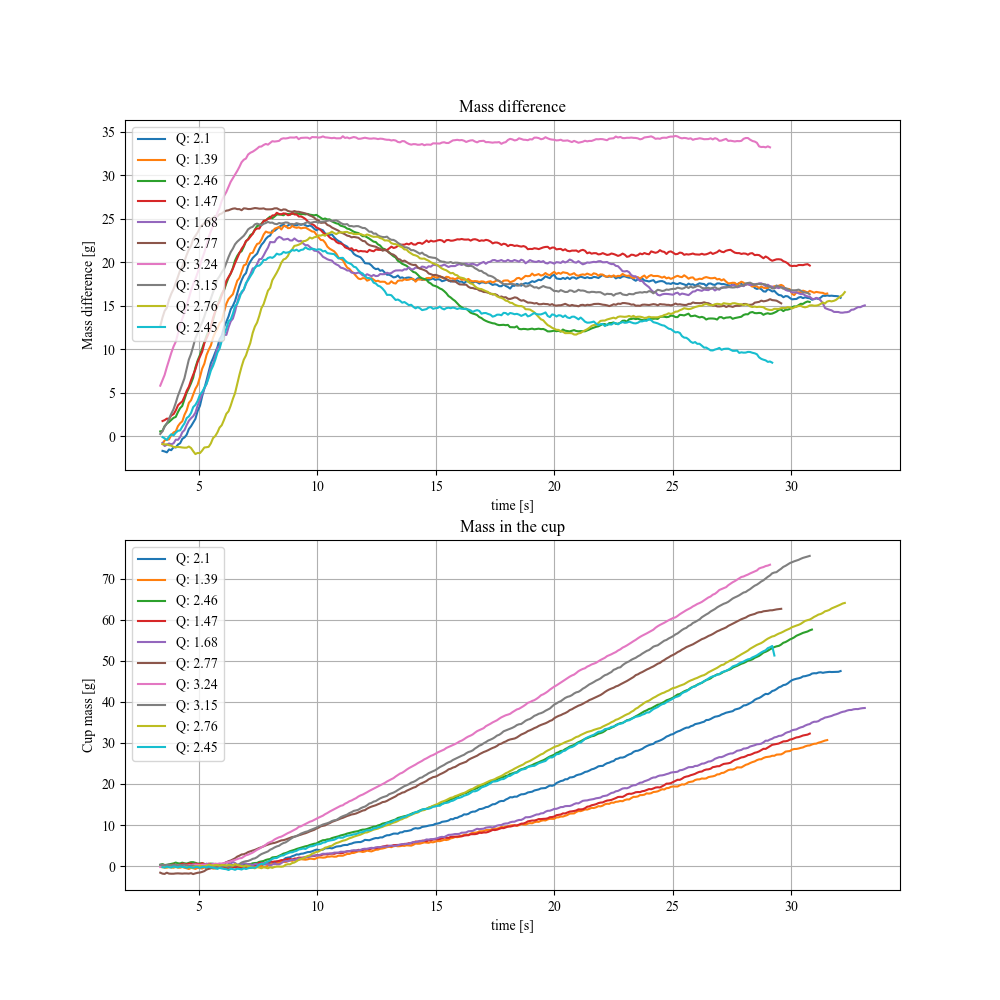 Mass difference
35
30
25
20
15
10
5
0
Mass difference [g]
Q: 2.1
Q: 1.39
Q: 2.46
Q: 1.47
Q: 1.68
Q: 2.77
Q: 3.24
Q: 3.15
Q: 2.76
Q: 2.45
5 10 15 20 25 30
time [s]
Mass in the cup
70
60
50
40
30
20
10
0
Cup mass [g]
Q: 2.1
Q: 1.39
Q: 2.46
Q: 1.47
Q: 1.68
Q: 2.77
Q: 3.24
Q: 3.15
Q: 2.76
Q: 2.45
5 10 15 20 25 30
time [s]